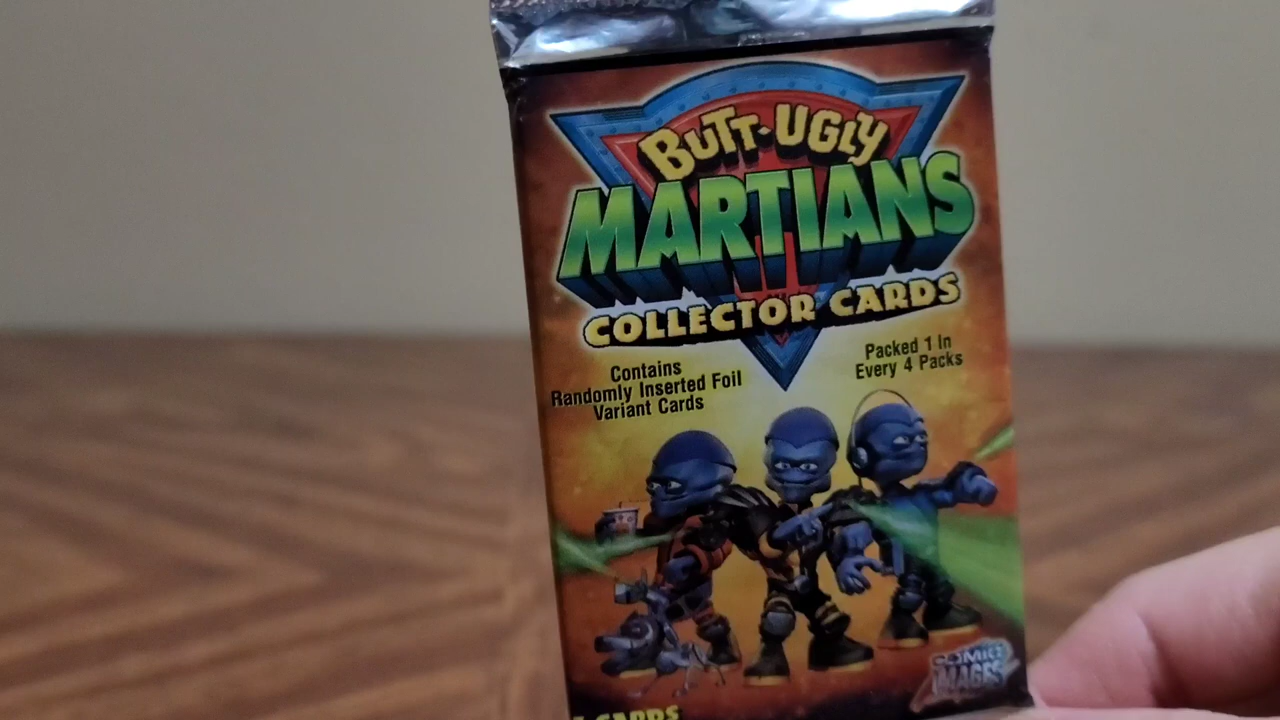 BUTT-UGLY
MARTIANS
COLLECTOR CARDS
Contains
Randomly Inserted Foil
Variant Cards
Packed 1 In
Every 4 Packs
COMIC
IMAGES
CARDS